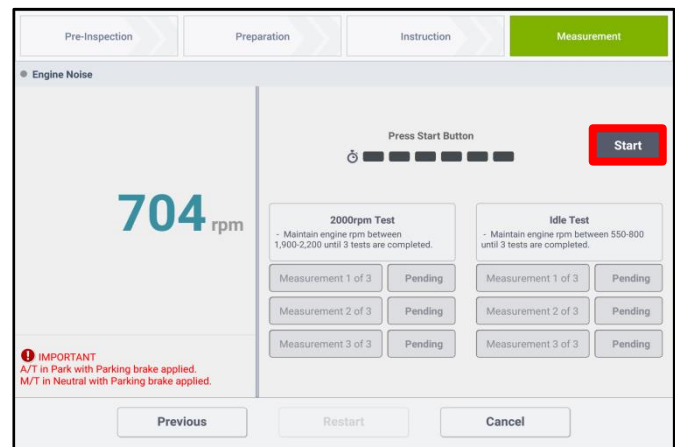 Pre-Inspection
Preparation
Instruction
Measurement
Engine Noise
Press Start Button
Start
704 rpm
2000rpm Test
- Maintain engine rpm between
1,900-2,200 until 3 tests are completed.
Idle Test
- Maintain engine rpm between 550-800
until 3 tests are completed.
Measurement 1 of 3 Pending
Measurement 1 of 3 Pending
Measurement 2 of 3 Pending
Measurement 2 of 3 Pending
Measurement 3 of 3 Pending
Measurement 3 of 3 Pending
! IMPORTANT
A/T in Park with Parking brake applied.
M/T in Neutral with Parking brake applied.
Previous
Restart
Cancel